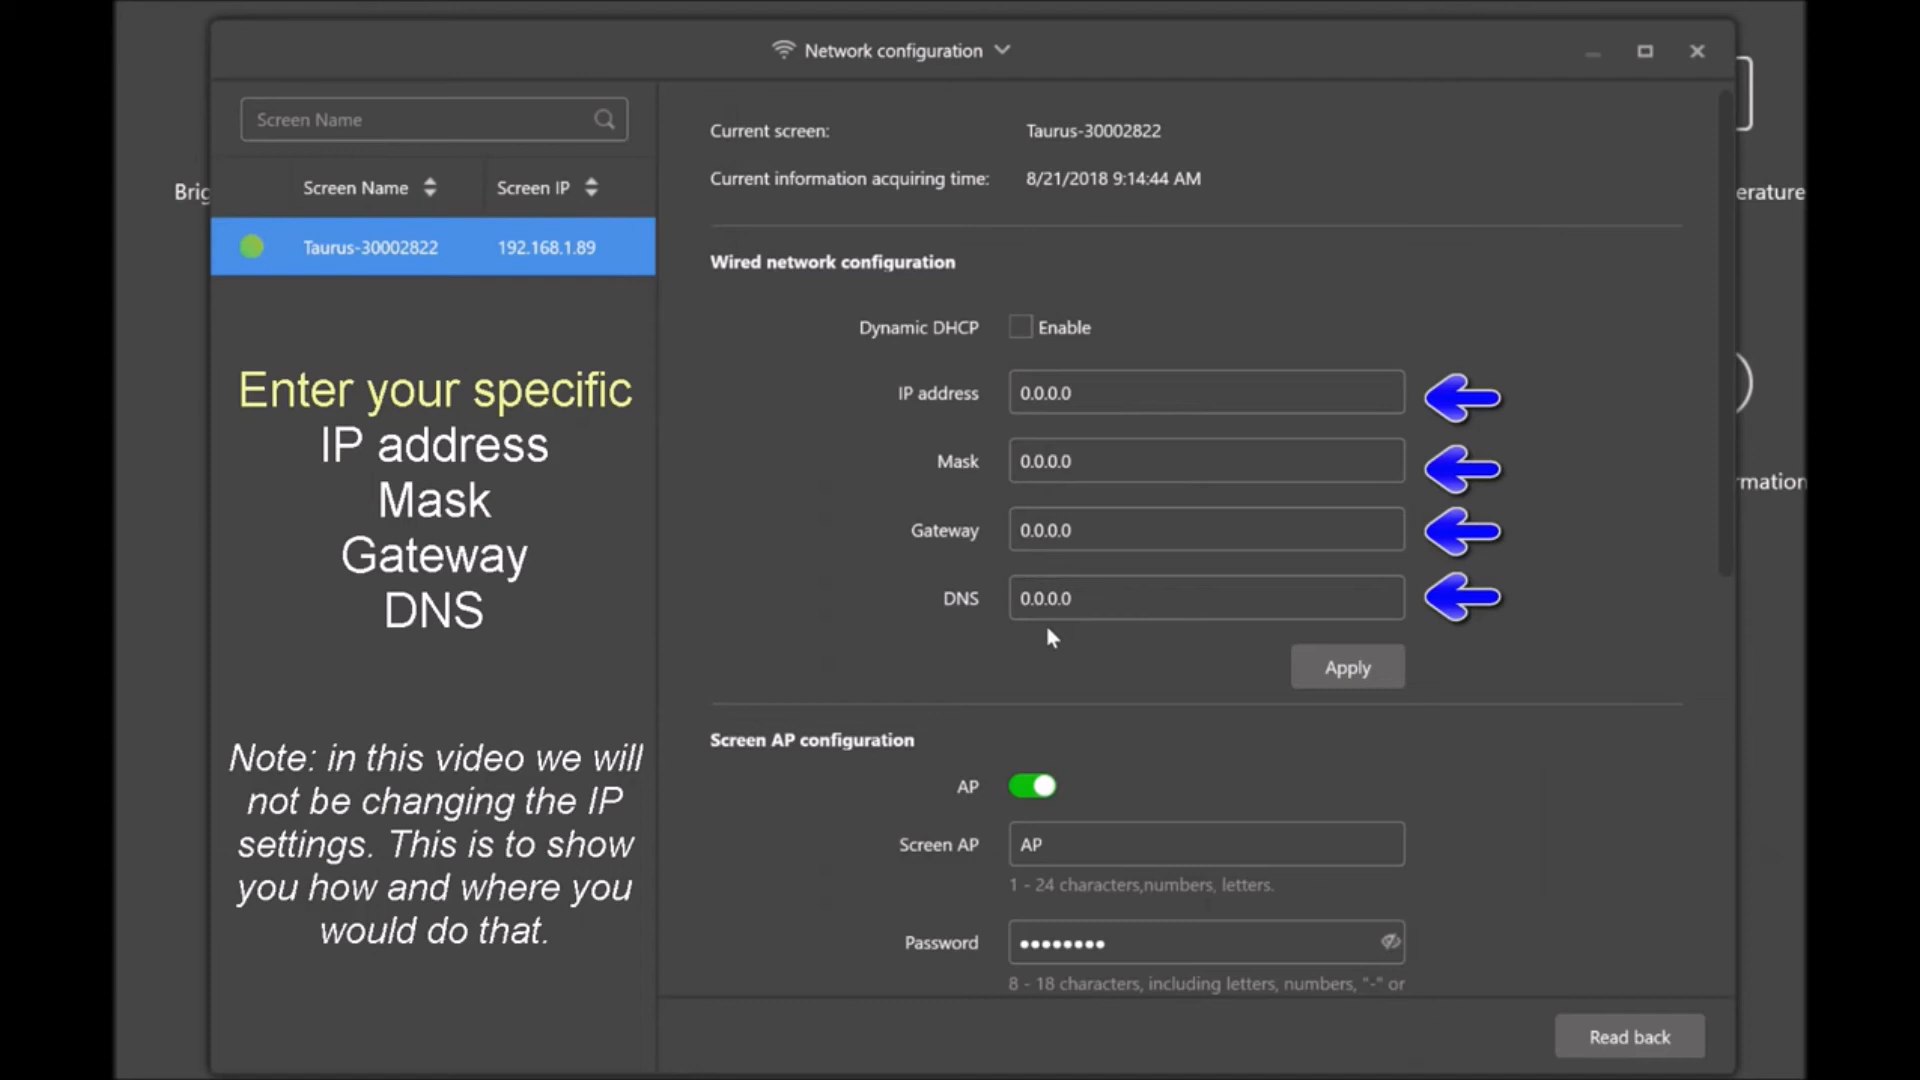 Network configuration
Screen Name
Current screen: Taurus-30002822
Current information acquiring time: 8/21/2018 9:14:44 AM
Screen Name Screen IP
Taurus-30002822 192.168.1.89
Brig
erature
rmation
Enter your specific
IP address
Mask
Gateway
DNS
Note: in this video we will
not be changing the IP
settings. This is to show
you how and where you
would do that.
Wired network configuration
Dynamic DHCP Enable
IP address 0.0.0.0
Mask 0.0.0.0
Gateway 0.0.0.0
DNS 0.0.0.0
Apply
Screen AP configuration
AP
Screen AP AP
1 - 24 characters,numbers, letters.
Password ••••••••
8 - 18 characters, including letters, numbers, "-" or
Read back